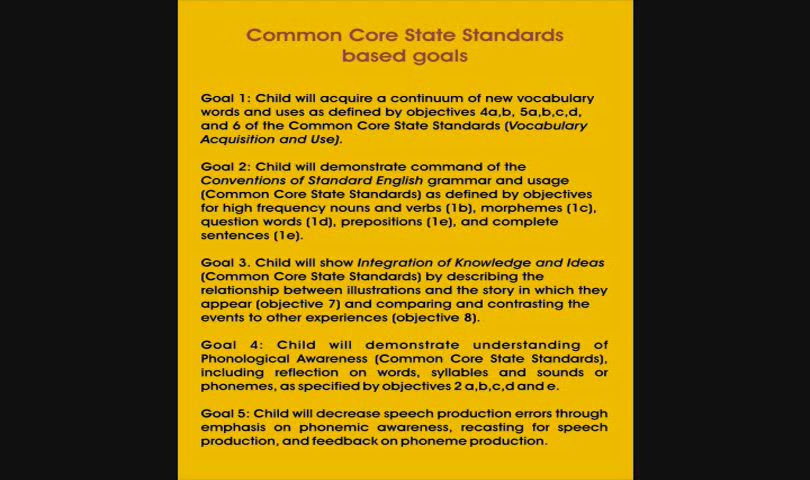 Common Core State Standards
based goals
Goal 1: Child will acquire a continuum of new vocabulary
words and uses as defined by objectives 4a,b, 5a,b,c,d,
and 6 of the Common Core State Standards (Vocabulary
Acquisition and Use).
Goal 2: Child will demonstrate command of the
Conventions of Standard English grammar and usage
(Common Core State Standards) as defined by objectives
for high frequency nouns and verbs (1b), morphemes (1c),
question words (1d), prepositions (1e), and complete
sentences (1e).
Goal 3. Child will show Integration of Knowledge and Ideas
(Common Core State Standards) by describing the
relationship between illustrations and the story in which they
appear (objective 7) and comparing and contrasting the
events to other experiences (objective 8).
Goal 4: Child will demonstrate understanding of
Phonological Awareness (Common Core State Standards),
including reflection on words, syllables and sounds or
phonemes, as specified by objectives 2 a,b,c,d and e.
Goal 5: Child will decrease speech production errors through
emphasis on phonemic awareness, recasting for speech
production, and feedback on phoneme production.